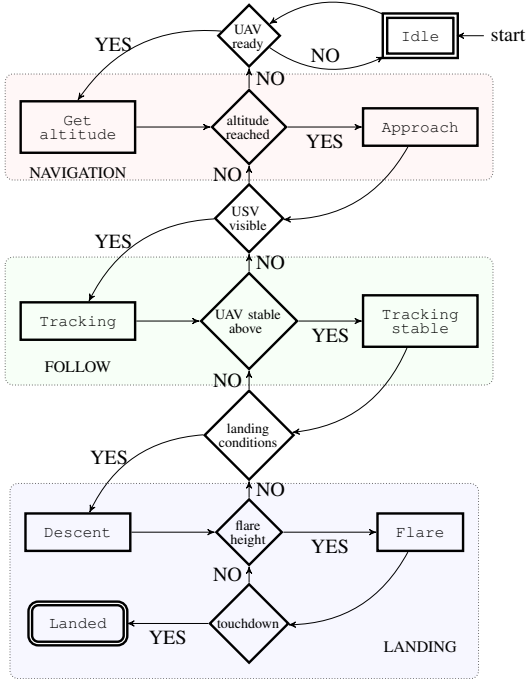 UAV
ready
Idle
start
YES
NO
NO
Get
altitude
altitude
reached
YES
Approach
NAVIGATION
NO
USV
visible
YES
NO
Tracking
UAV stable
above
YES
Tracking
stable
FOLLOW
NO
landing
conditions
YES
NO
Descent
flare
height
YES
Flare
NO
Landed
YES
touchdown
LANDING